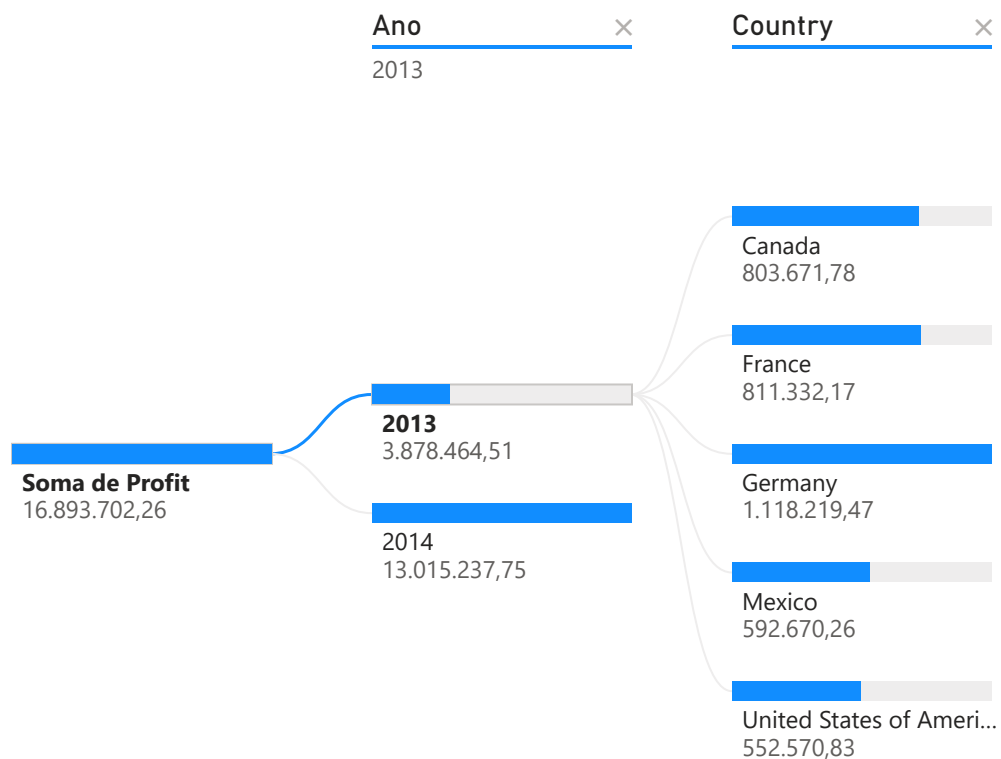 Ano
2013
Country
Canada
803.671,78
France
811.332,17
2013
3.878.464,51
Soma de Profit
16.893.702,26
Germany
1.118.219,47
2014
13.015.237,75
Mexico
592.670,26
United States of Ameri...
552.570,83